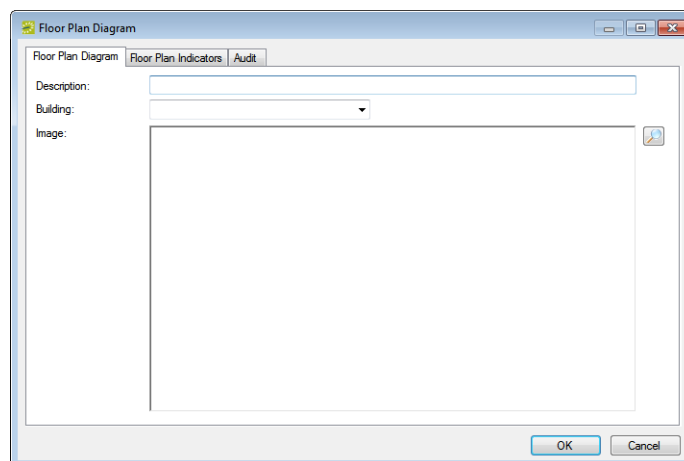 Floor Plan Diagram
Floor Plan Diagram Floor Plan Indicators Audit
Description:
Building:
Image:
OK Cancel